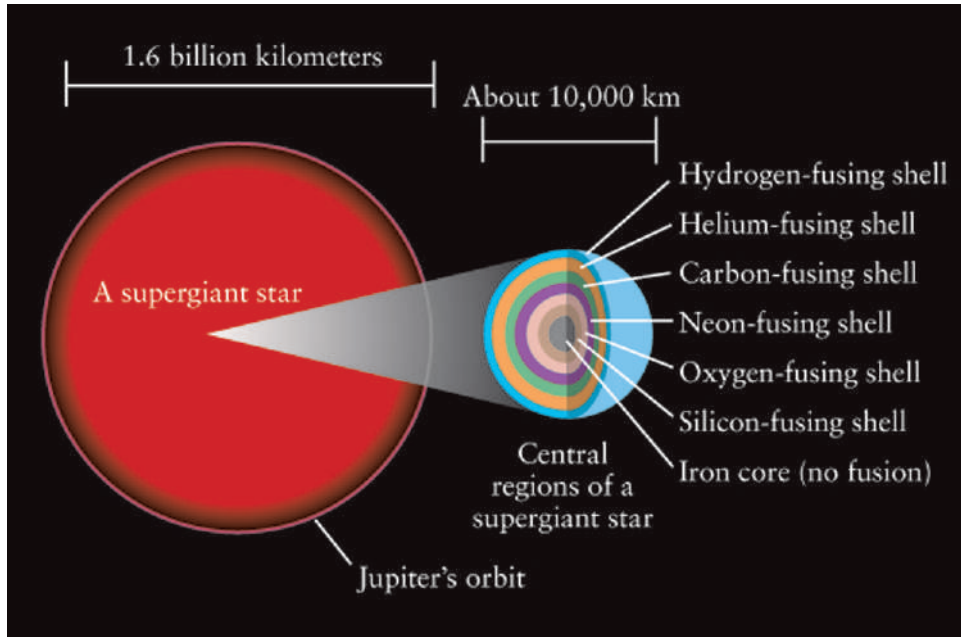 1.6 billion kilometers
About 10,000 km
Hydrogen-fusing shell
Helium-fusing shell
Carbon-fusing shell
Neon-fusing shell
Oxygen-fusing shell
Silicon-fusing shell
Iron core (no fusion)
A supergiant star
Central
regions of a
supergiant star
Jupiter's orbit